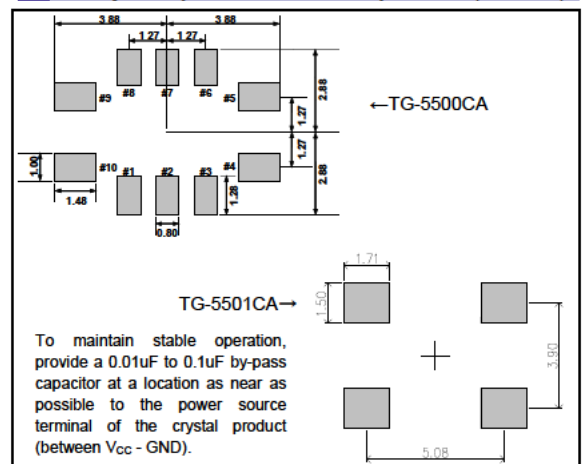 3.88 3.88
1.27 1.27
#8 #7 #6
#9 #5
1.27
2.88
←TG-5500CA
1.27
2.88
1.00
#10 #1 #2 #3 #4
1.48
1.28
0.80
1.71
TG-5501CA→
1.50
3.90
5.08
To maintain stable operation,
provide a 0.01uF to 0.1uF by-pass
capacitor at a location as near as
possible to the power source
terminal of the crystal product
(between VCC - GND).